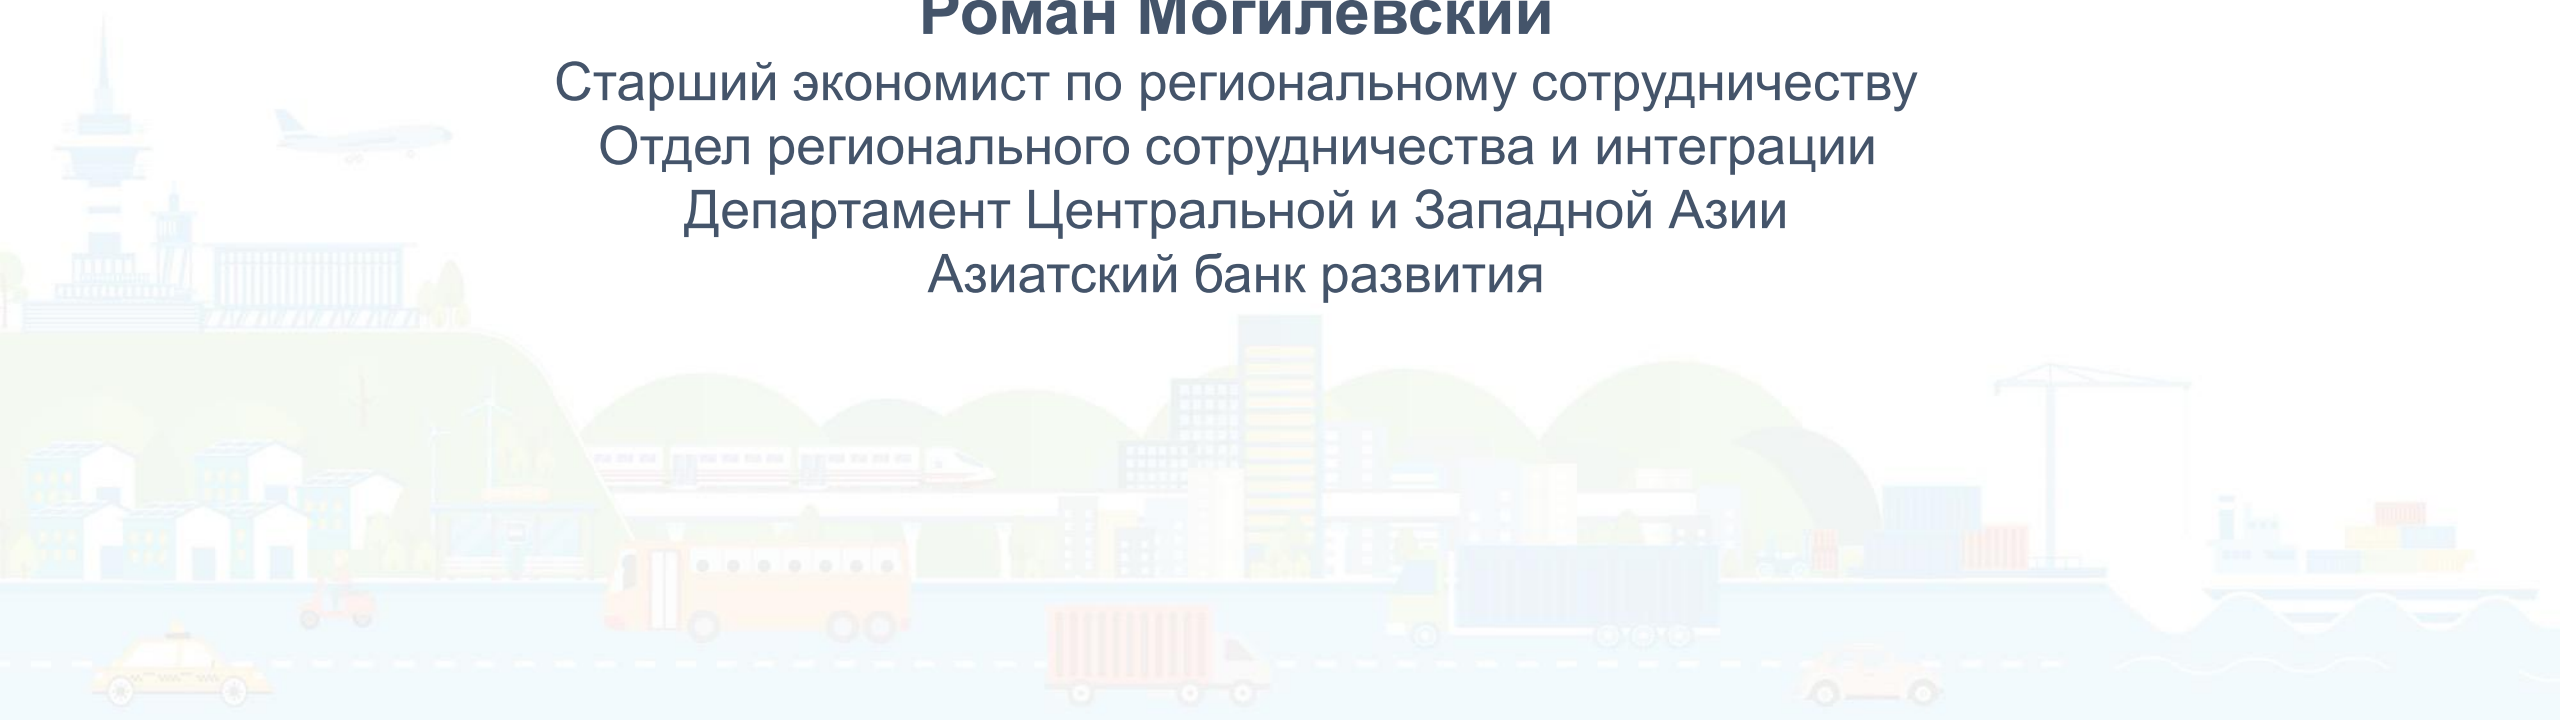 Роман Могилевский
Старший экономист по региональному сотрудничеству
Отдел регионального сотрудничества и интеграции
Департамент Центральной и Западной Азии
Азиатский банк развития